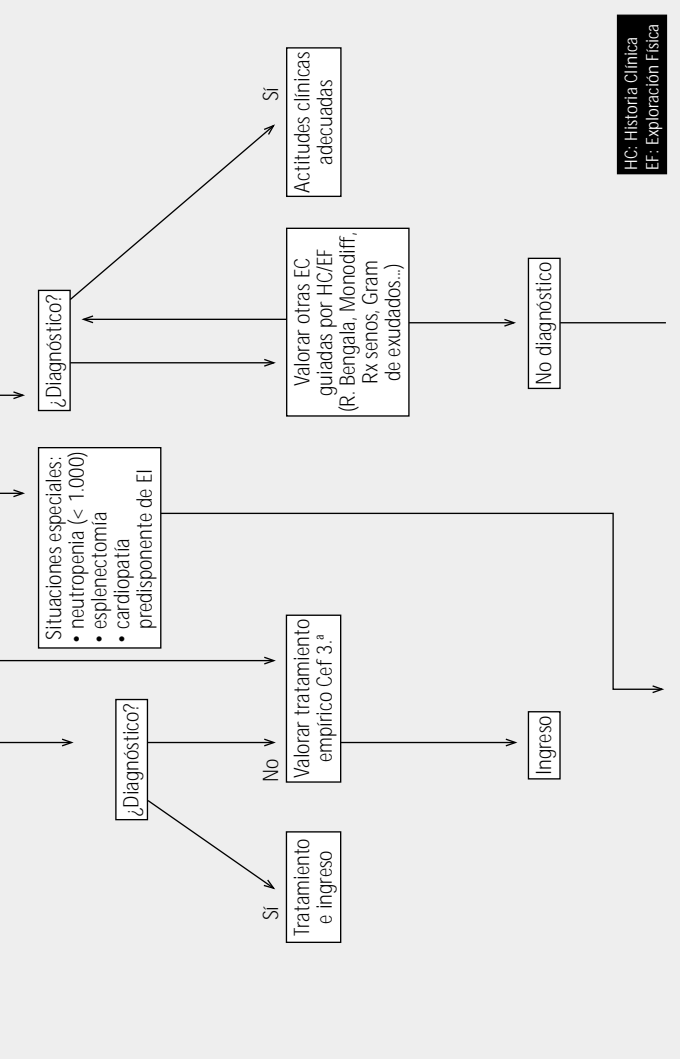 ¿Diagnóstico?
Sí
Tratamiento
e ingreso
No
Valorar tratamiento
empírico Cef 3.ª
Ingreso
Situaciones especiales:
• neutropenia (< 1.000)
• esplenectomía
• cardiopatía
predisponente de EI
¿Diagnóstico?
Sí
Actitudes clínicas
adecuadas
Valorar otras EC
guiadas por HC/EF
(R. Bengala, Monodiff,
Rx senos, Gram
de exudados...)
No diagnóstico
HC: Historia Clínica
EF: Exploración Física